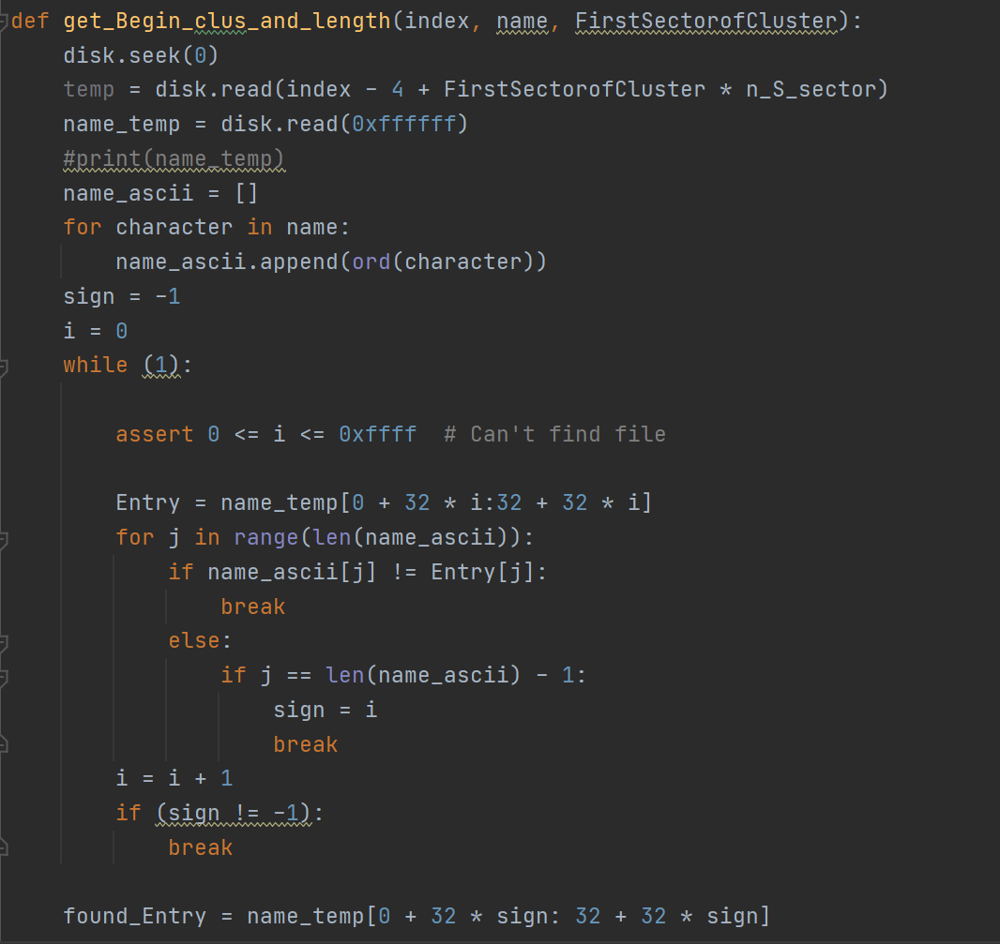 def get_Begin_clus_and_length(index, name, FirstSectorofCluster):
    disk.seek(0)
    temp = disk.read(index - 4 + FirstSectorofCluster * n_S_sector)
    name_temp = disk.read(0xffffff)
    #print(name_temp)
    name_ascii = []
    for character in name:
        name_ascii.append(ord(character))
    sign = -1
    i = 0
    while (1):
        assert 0 <= i <= 0xffff  # Can't find file
        Entry = name_temp[0 + 32 * i:32 + 32 * i]
        for j in range(len(name_ascii)):
            if name_ascii[j] != Entry[j]:
                break
            else:
                if j == len(name_ascii) - 1:
                    sign = i
                    break
        i = i + 1
        if (sign != -1):
            break
    found_Entry = name_temp[0 + 32 * sign: 32 + 32 * sign]